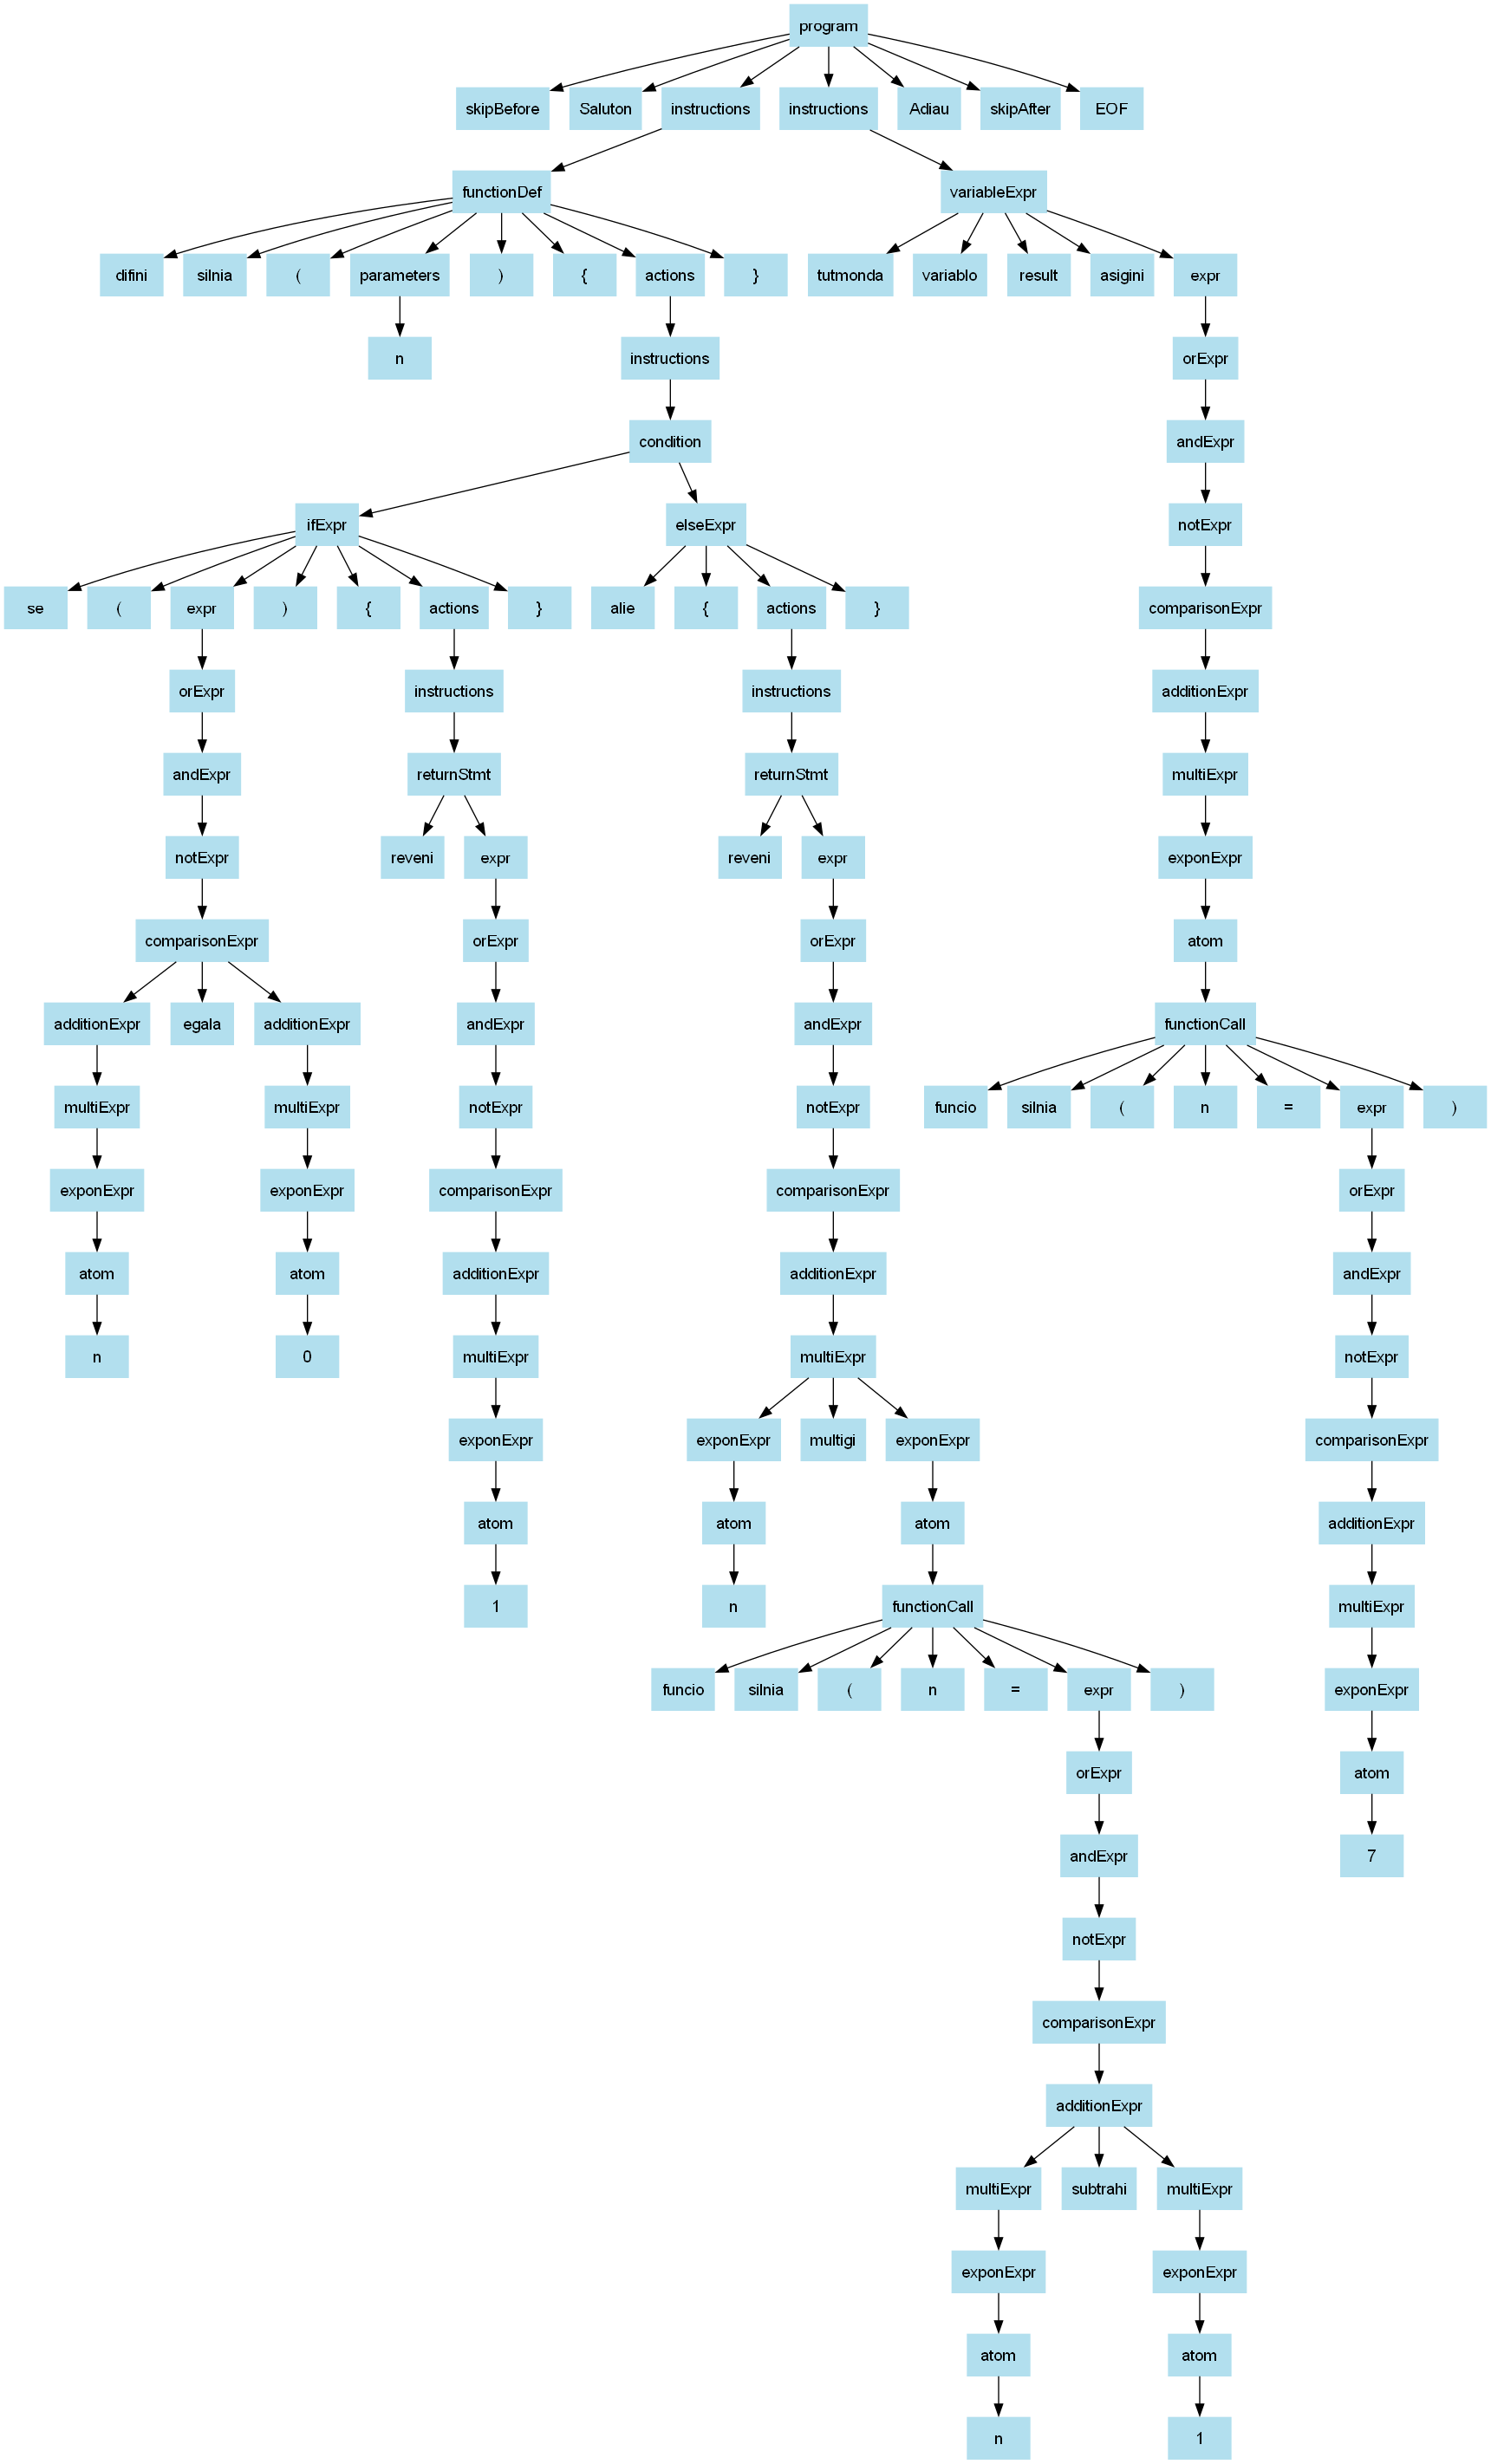 program
skipBefore Saluton instructions instructions Adiau skipAfter EOF
functionDef variableExpr
difini silnia ( parameters ) { actions } tutmonda variablo result asigini expr
n instructions orExpr
condition andExpr
ifExpr elseExpr notExpr
se ( expr ) { actions } alie { actions } comparisonExpr
orExpr instructions instructions additionExpr
andExpr returnStmt returnStmt multiExpr
notExpr reveni expr reveni expr exponExpr
comparisonExpr orExpr orExpr atom
additionExpr egala additionExpr andExpr andExpr functionCall
multiExpr multiExpr notExpr notExpr funcio silnia ( n = expr )
exponExpr exponExpr comparisonExpr comparisonExpr orExpr
atom atom additionExpr additionExpr andExpr
n 0 multiExpr multiExpr notExpr
exponExpr exponExpr multigi exponExpr comparisonExpr
atom atom atom additionExpr
1 n functionCall multiExpr
funcio silnia ( n = expr ) exponExpr
orExpr atom
andExpr 7
notExpr
comparisonExpr
additionExpr
multiExpr subtrahi multiExpr
exponExpr exponExpr
atom atom
n 1